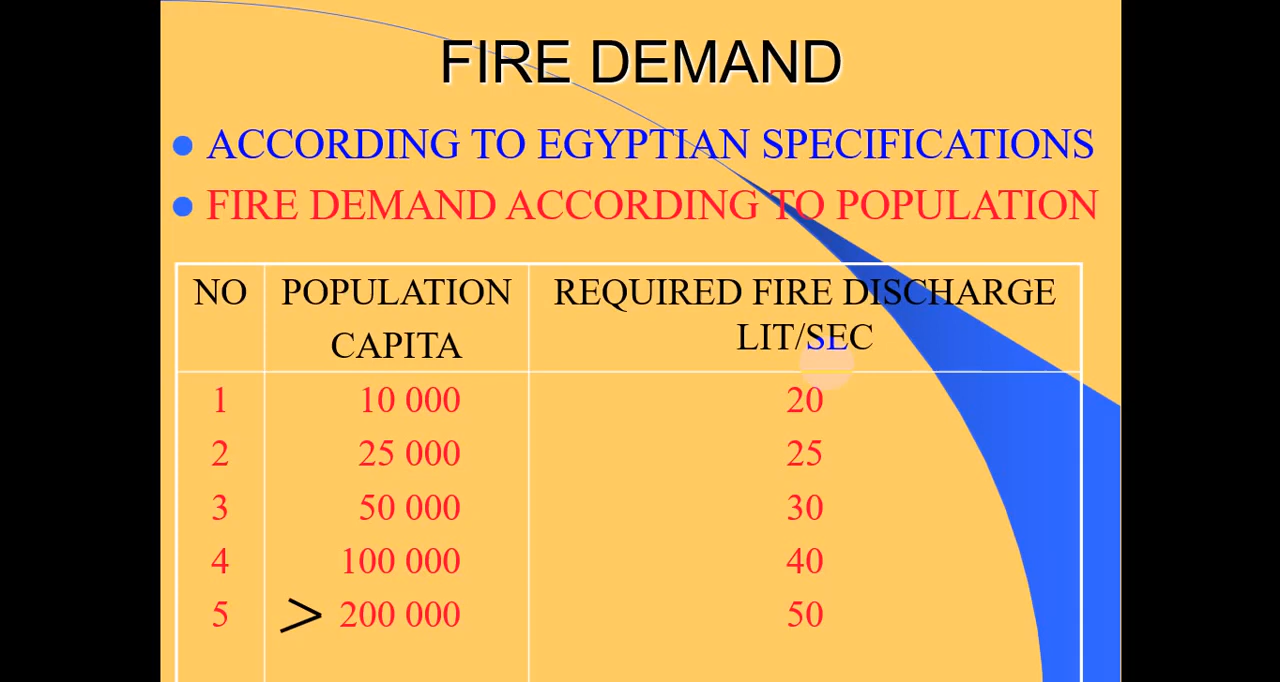 FIRE DEMAND
ACCORDING TO EGYPTIAN SPECIFICATIONS
FIRE DEMAND ACCORDING TO POPULATION
NO POPULATION CAPITA REQUIRED FIRE DISCHARGE LIT/SEC
1 10 000 20
2 25 000 25
3 50 000 30
4 100 000 40
5 > 200 000 50